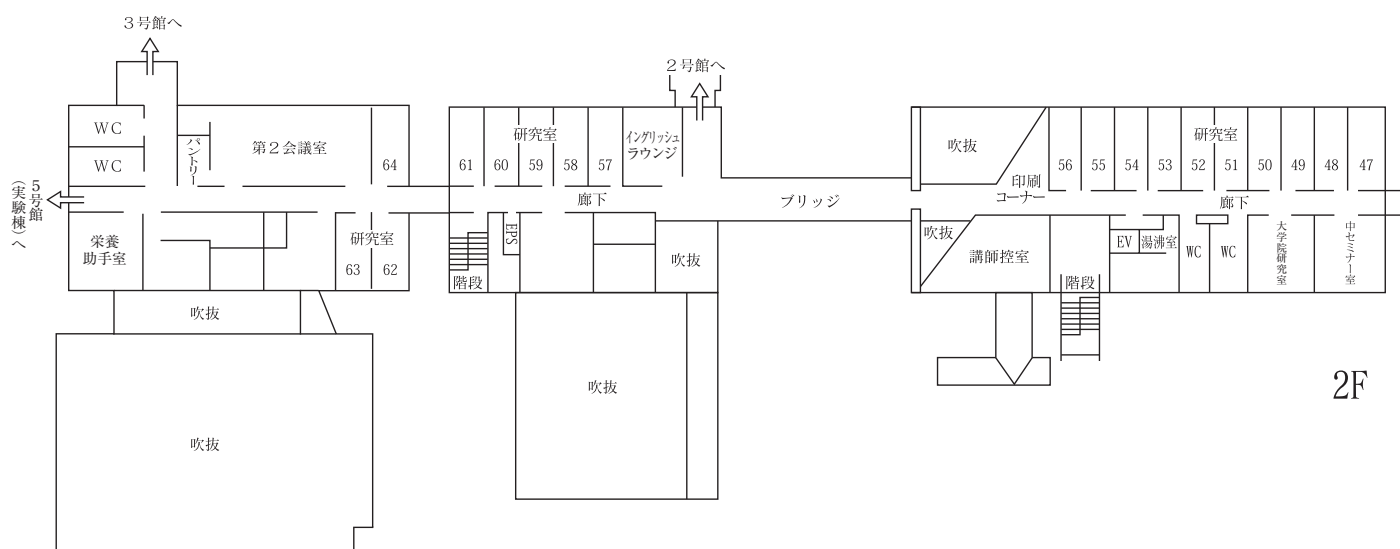 3号館へ
2号館へ
WC
WC
パントリー
第2会議室
64
5号館
(実験棟)へ
栄養
助手室
研究室
63
62
吹抜
吹抜
61
60
研究室
59
58
57
イングリッシュ
ラウンジ
廊下
EPS
階段
吹抜
吹抜
ブリッジ
吹抜
印刷
コーナー
56
55
54
53
研究室
52
51
50
49
48
47
廊下
吹抜
講師控室
階段
EV
湯沸室
WC
WC
大学院研究室
中セミナー室
2F